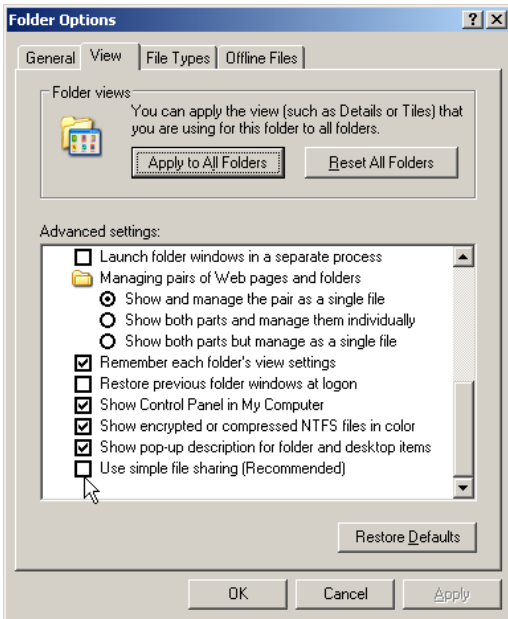 Folder Options
General View File Types Offline Files
Folder views
You can apply the view (such as Details or Tiles) that
you are using for this folder to all folders.
Apply to All Folders Reset All Folders
Advanced settings:
Launch folder windows in a separate process
Managing pairs of Web pages and folders
Show and manage the pair as a single file
Show both parts and manage them individually
Show both parts but manage as a single file
Remember each folder's view settings
Restore previous folder windows at logon
Show Control Panel in My Computer
Show encrypted or compressed NTFS files in color
Show pop-up description for folder and desktop items
Use simple file sharing (Recommended)
Restore Defaults
OK Cancel Apply